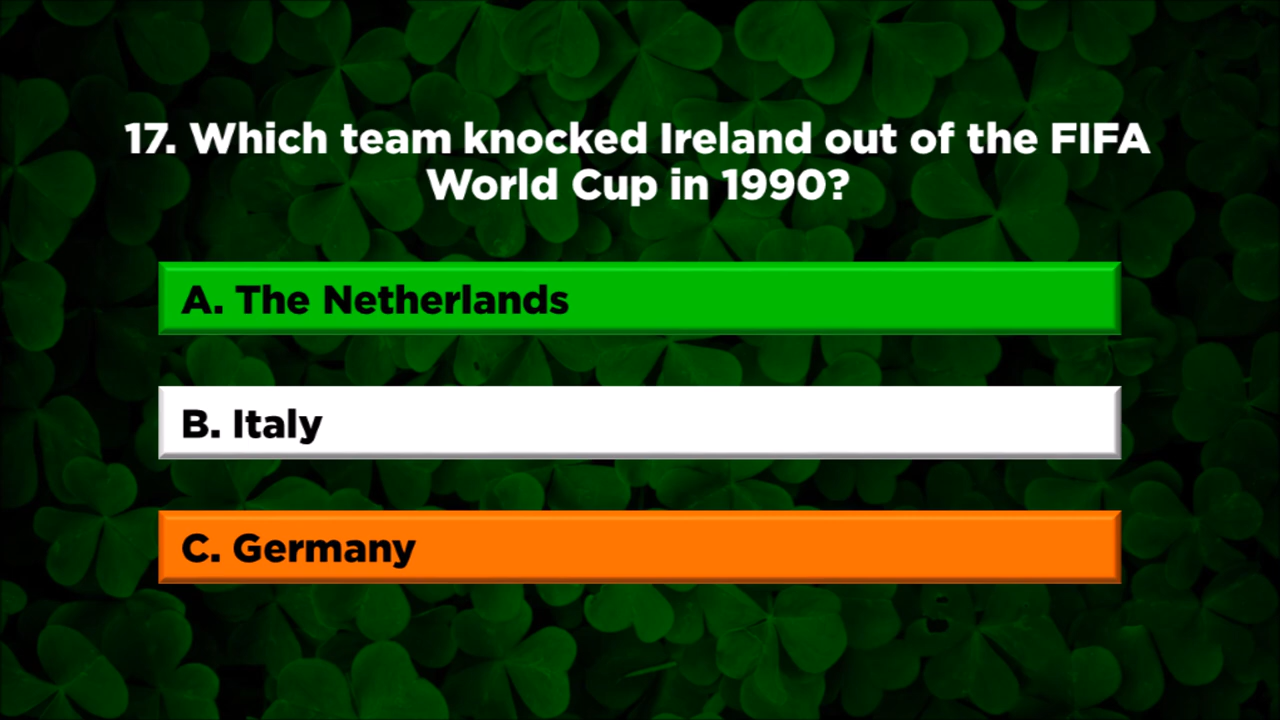 17. Which team knocked Ireland out of the FIFA
World Cup in 1990?
A. The Netherlands
B. Italy
C. Germany